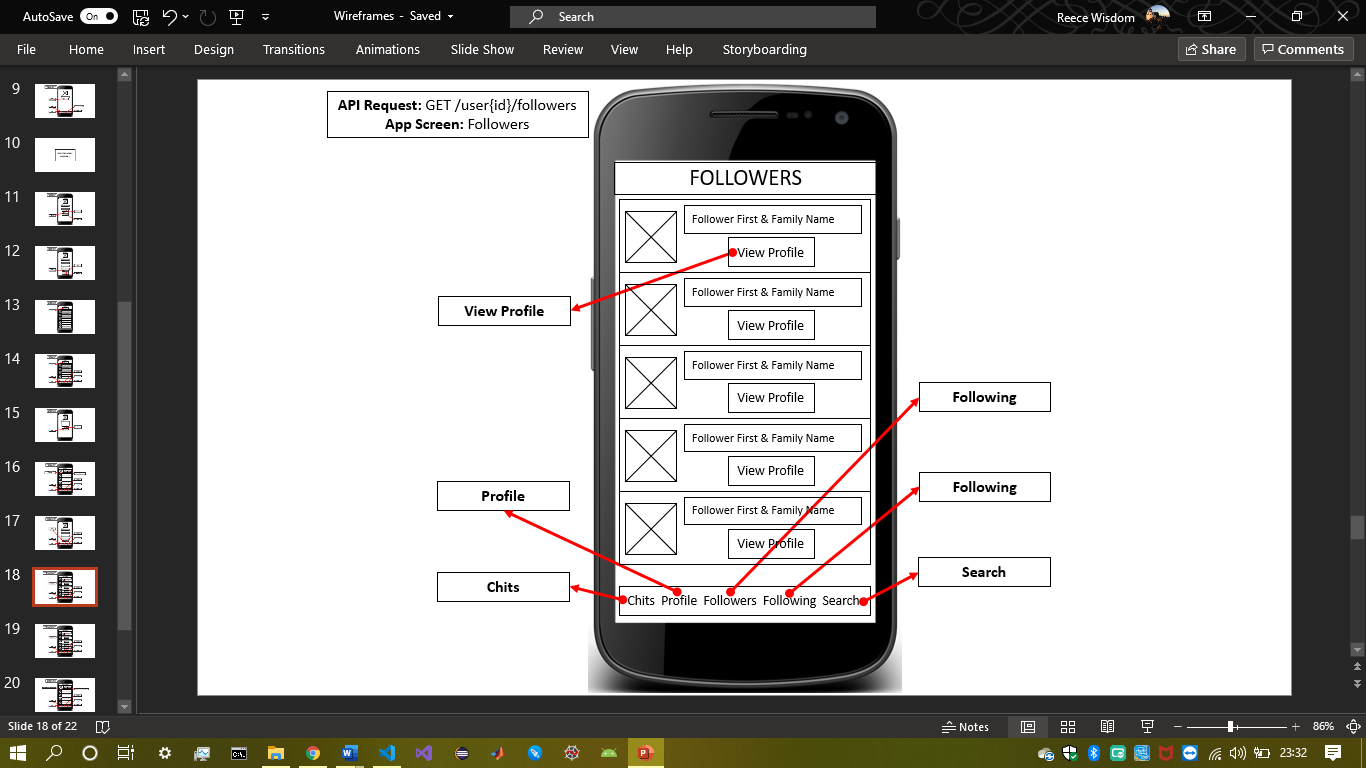 AutoSave On Wireframes - Saved Search Reece Wisdom
File Home Insert Design Transitions Animations Slide Show Review View Help Storyboarding Share Comments
9
10
11
12
13
14
15
16
17
18
19
20
API Request: GET /user{id}/followers
App Screen: Followers
FOLLOWERS
Follower First & Family Name
View Profile
Follower First & Family Name
View Profile
Follower First & Family Name
View Profile
Follower First & Family Name
View Profile
Follower First & Family Name
View Profile
Chits Profile Followers Following Search
View Profile
Profile
Chits
Following
Following
Search
Slide 18 of 22 Notes 86%
23:32